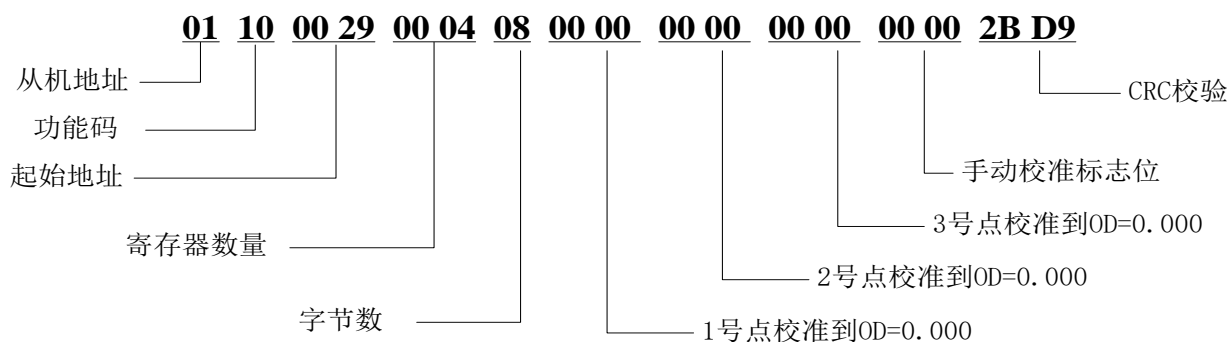 01 10 00 29 00 04 08 00 00 00 00 00 00 00 00 2B D9
从机地址
CRC校验
功能码
起始地址
手动校准标志位
3号点校准到OD=0.000
寄存器数量
2号点校准到OD=0.000
字节数
1号点校准到OD=0.000